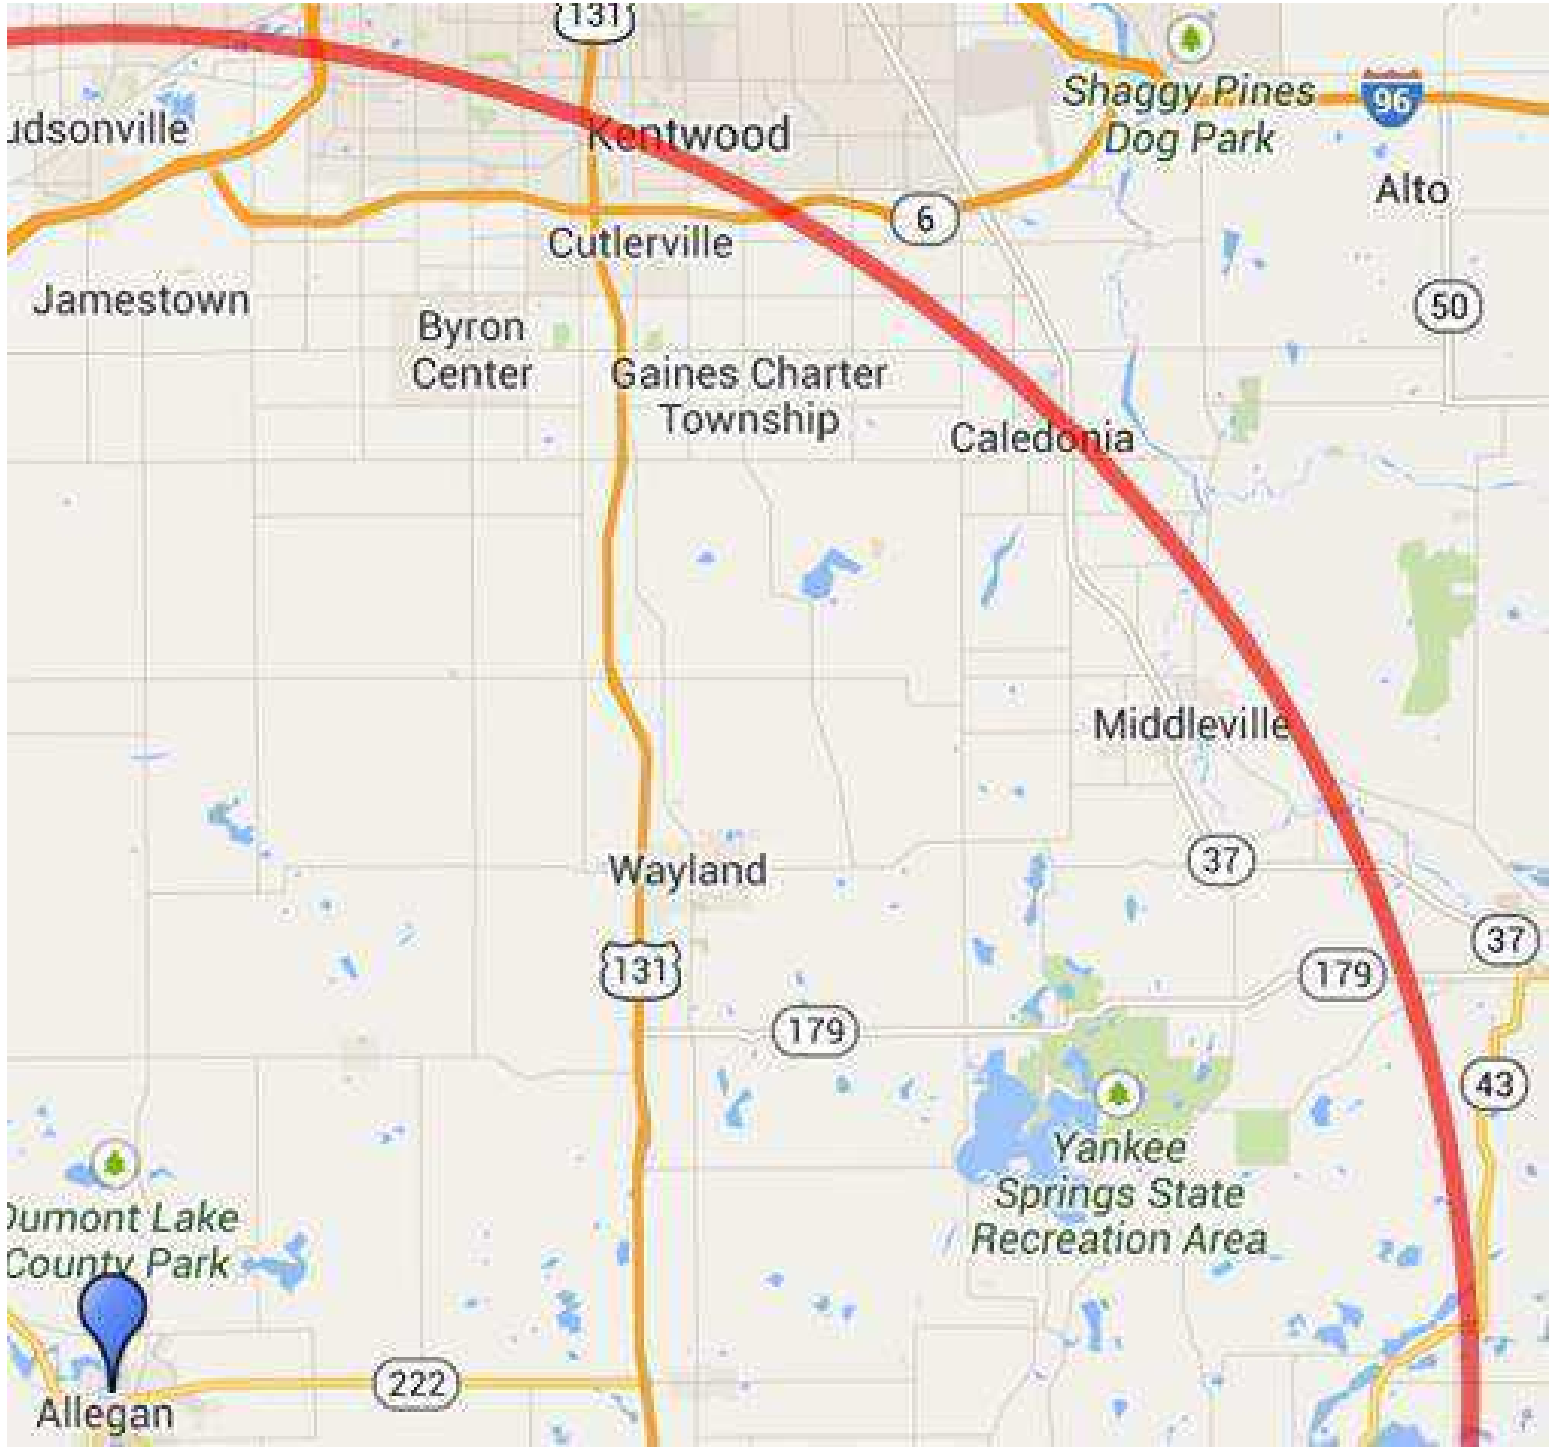 131
Shaggy Pines
Dog Park
96
udsonville
Kentwood
Alto
6
Cutlerville
Jamestown
50
Byron
Center
Gaines Charter
Township
Caledonia
Middleville
37
Wayland
37
131
179
179
43
Yankee
Springs State
Recreation Area
Dumont Lake
County Park
222
Allegan